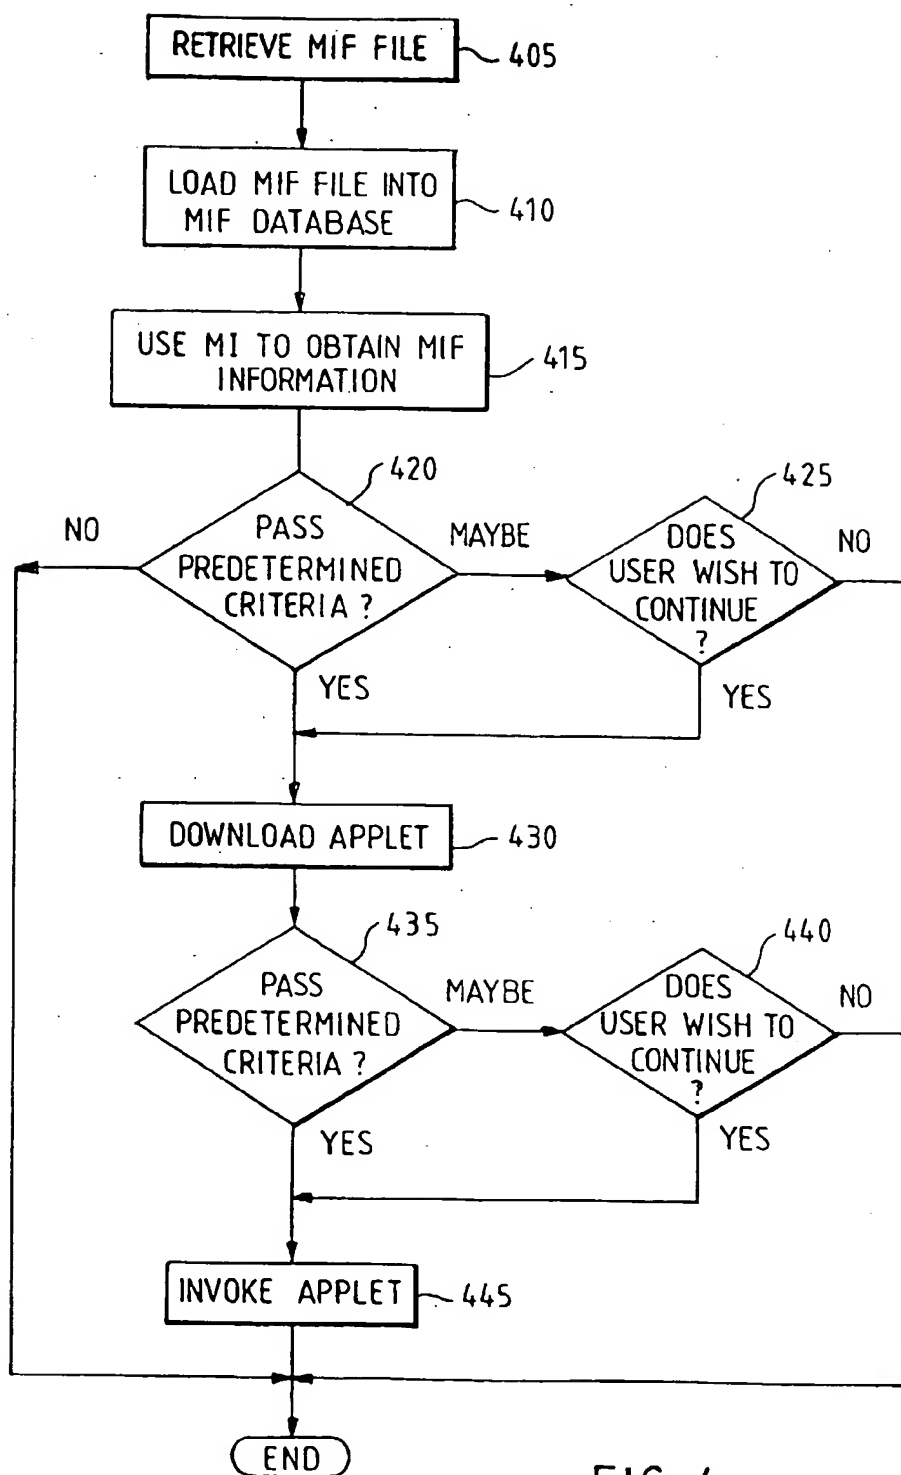 RETRIEVE MIF FILE
405
LOAD MIF FILE INTO
MIF DATABASE
410
USE MI TO OBTAIN MIF
INFORMATION
415
420
PASS
PREDETERMINED
CRITERIA ?
NO
MAYBE
YES
425
DOES
USER WISH TO
CONTINUE
?
NO
YES
DOWNLOAD APPLET
430
435
PASS
PREDETERMINED
CRITERIA ?
MAYBE
YES
440
DOES
USER WISH TO
CONTINUE
?
NO
YES
INVOKE APPLET
445
END